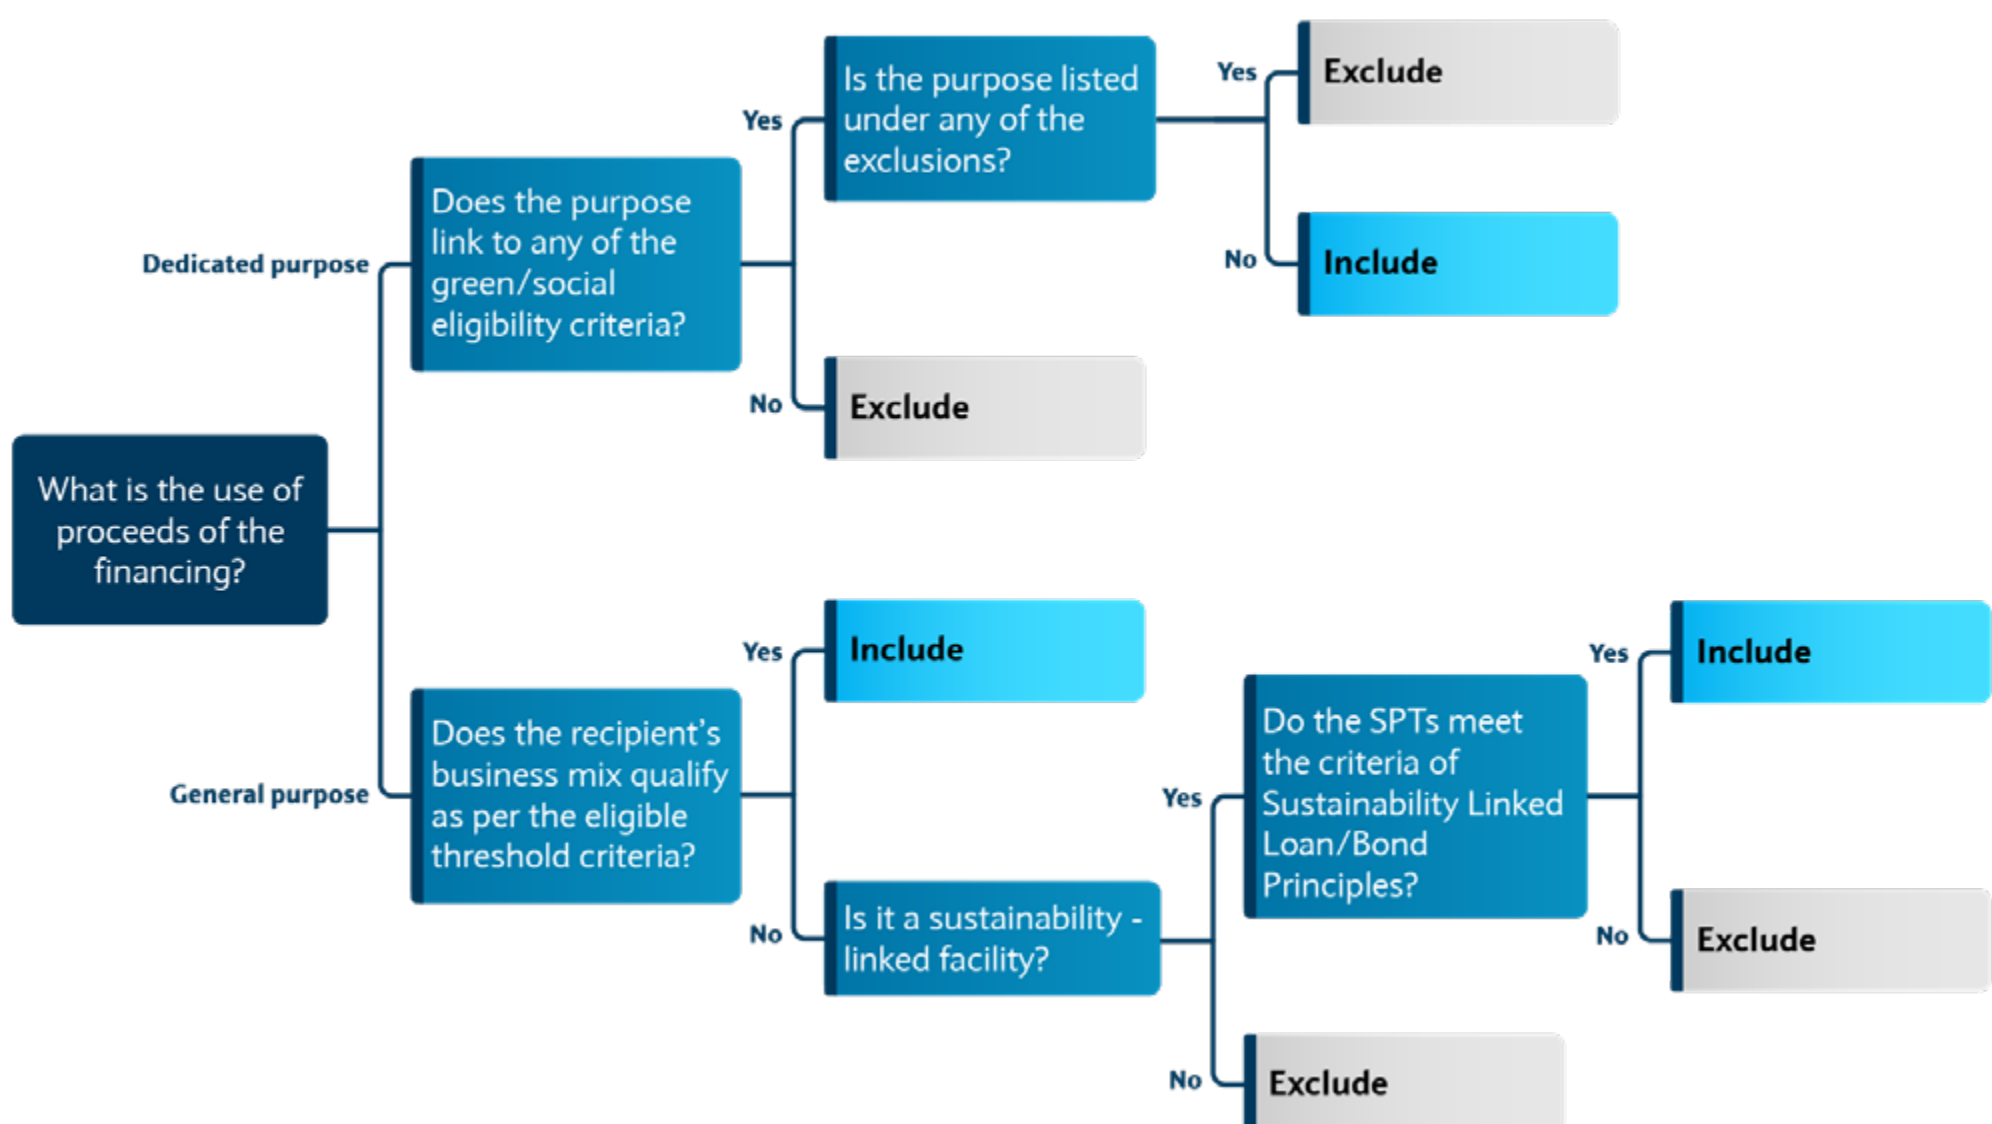 What is the use of
proceeds of the
financing?
Dedicated purpose
Does the purpose
link to any of the
green/social
eligibility criteria?
Yes
Is the purpose listed
under any of the
exclusions?
Yes
Exclude
No
Include
No
Exclude
General purpose
Does the recipient’s
business mix qualify
as per the eligible
threshold criteria?
Yes
Include
No
Is it a sustainability -
linked facility?
Yes
Do the SPTs meet
the criteria of
Sustainability Linked
Loan/Bond
Principles?
Yes
Include
No
Exclude
No
Exclude